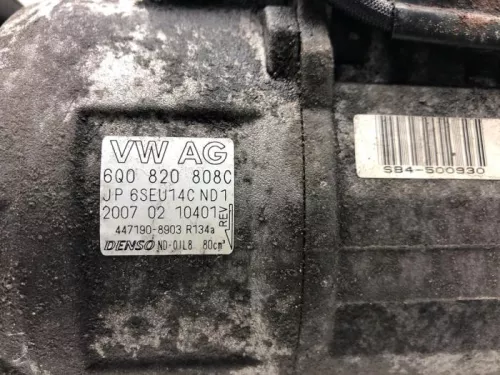 VW AG
6Q0 820 808C
JP 6SEU14C ND1
2007 02 10401
REV
447190-8903 R134a
DENSO ND-OIL8 80cm³
SB4-500930